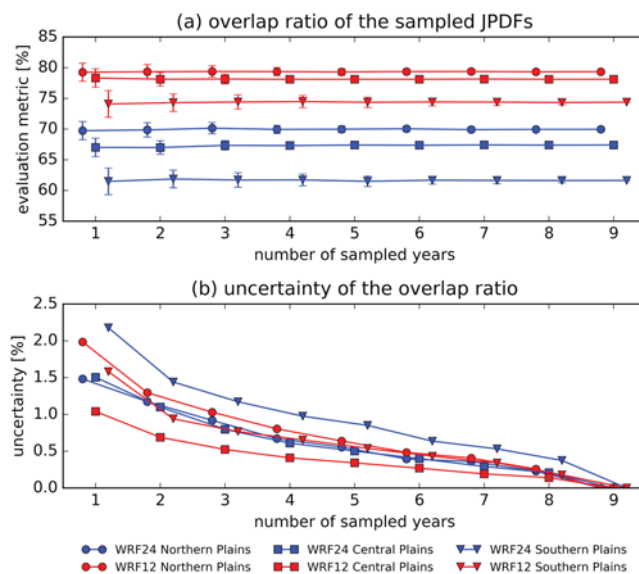 (a) overlap ratio of the sampled JPDFs
evaluation metric [%]
85
80
75
70
65
60
55
1 2 3 4 5 6 7 8 9
number of sampled years
(b) uncertainty of the overlap ratio
uncertainty [%]
2.5
2.0
1.5
1.0
0.5
0.0
1 2 3 4 5 6 7 8 9
number of sampled years
WRF24 Northern Plains WRF24 Central Plains WRF24 Southern Plains
WRF12 Northern Plains WRF12 Central Plains WRF12 Southern Plains